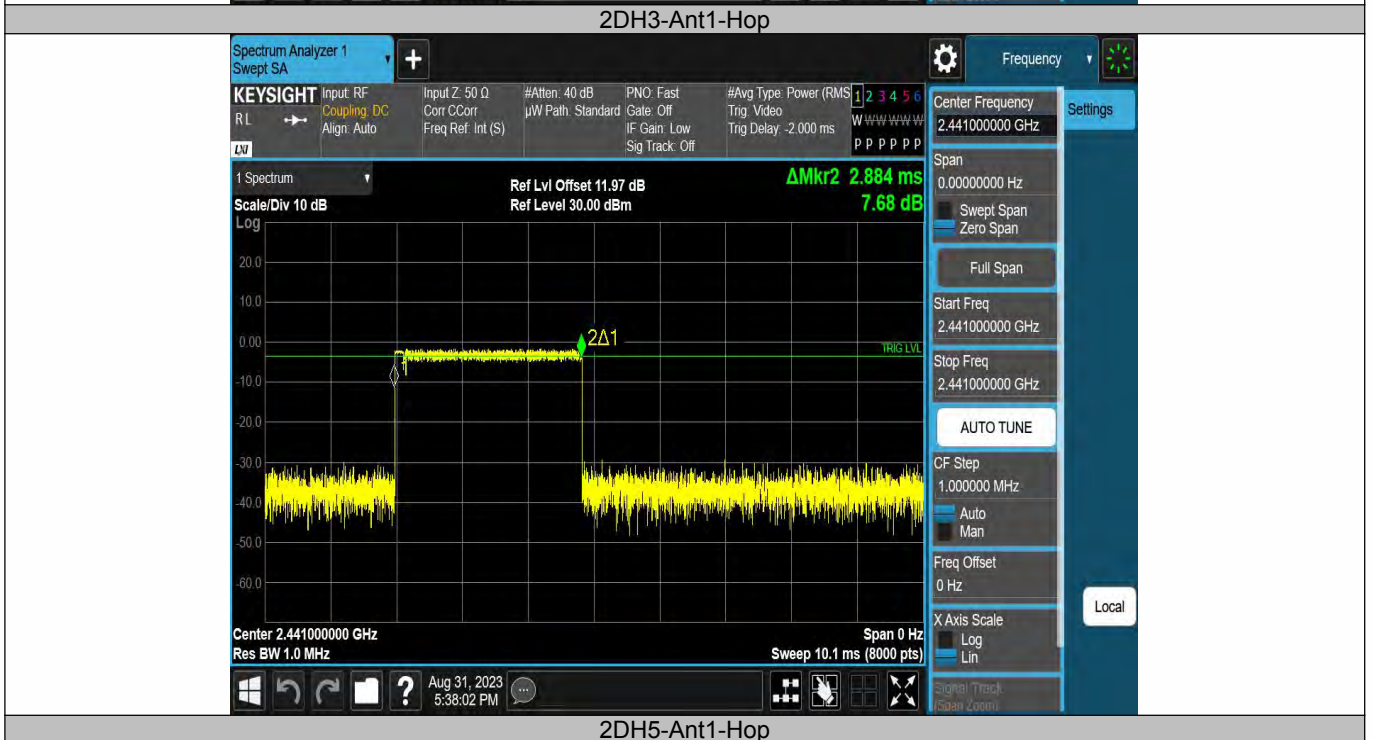 2DH3-Ant1-Hop
Spectrum Analyzer 1
Swept SA
Frequency
KEYSIGHT
RL
LXI
Input: RF
Coupling: DC
Align: Auto
Input Z: 50 Ω
Corr CCorr
Freq Ref: Int (S)
#Atten: 40 dB
µW Path: Standard
PNO: Fast
Gate: Off
IF Gain: Low
Sig Track: Off
#Avg Type: Power (RMS
Trig: Video
Trig Delay: -2.000 ms
1 2 3 4 5 6
W W W W W W
P P P P P P
1 Spectrum
Scale/Div 10 dB
Log
Ref Lvl Offset 11.97 dB
Ref Level 30.00 dBm
ΔMkr2 2.884 ms
7.68 dB
20.0
10.0
0.00
-10.0
-20.0
-30.0
-40.0
-50.0
-60.0
2Δ1
TRIG LVL
Center 2.441000000 GHz
Res BW 1.0 MHz
Span 0 Hz
Sweep 10.1 ms (8000 pts)
Center Frequency
2.441000000 GHz
Settings
Span
0.00000000 Hz
Swept Span
Zero Span
Full Span
Start Freq
2.441000000 GHz
Stop Freq
2.441000000 GHz
AUTO TUNE
CF Step
1.000000 MHz
Auto
Man
Freq Offset
0 Hz
X Axis Scale
Log
Lin
Signal Track
(Span Zoom)
Local
?
Aug 31, 2023
5:38:02 PM
2DH5-Ant1-Hop